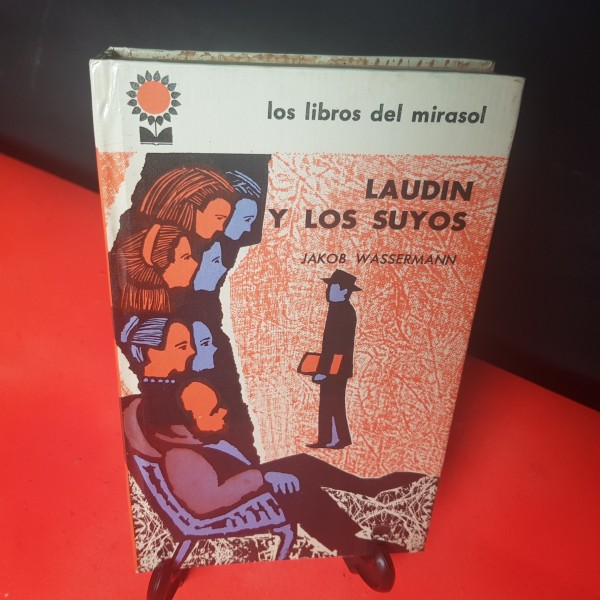 los libros del mirasol
LAUDIN
Y LOS SUYOS
JAKOB WASSERMANN